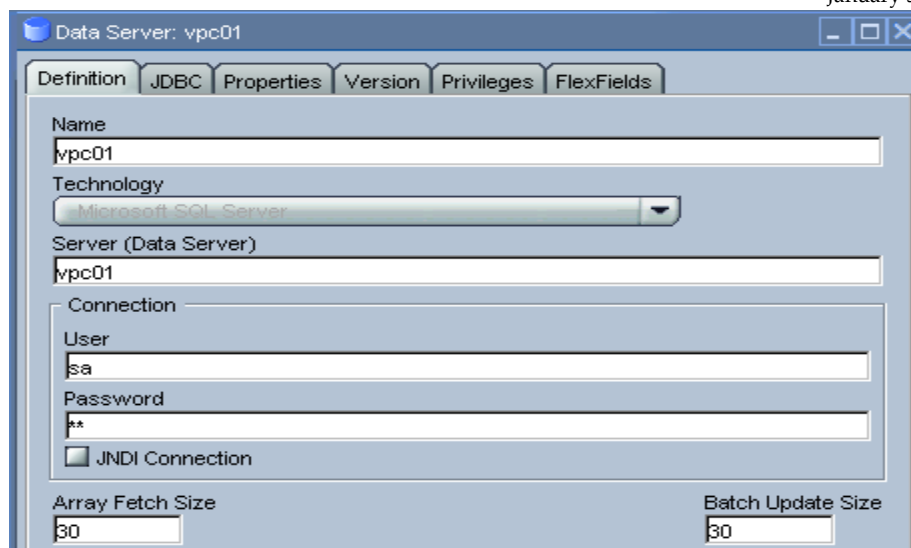 Data Server: vpc01
Definition JDBC Properties Version Privileges FlexFields
Name
vpc01
Technology
Microsoft SQL Server
Server (Data Server)
vpc01
Connection
User
sa
Password
**
JNDI Connection
Array Fetch Size Batch Update Size
30 30